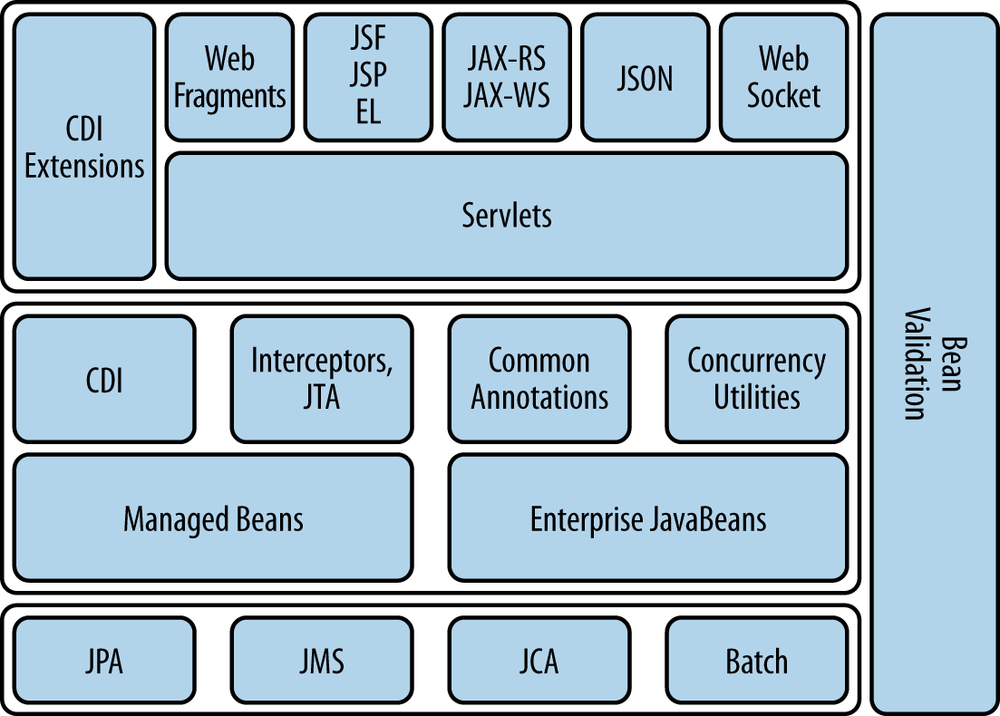 CDI
Extensions
Web
Fragments
JSF
JSP
EL
JAX-RS
JAX-WS
JSON
Web
Socket
Servlets
CDI
Interceptors,
JTA
Common
Annotations
Concurrency
Utilities
Managed Beans
Enterprise JavaBeans
JPA
JMS
JCA
Batch
Bean
Validation